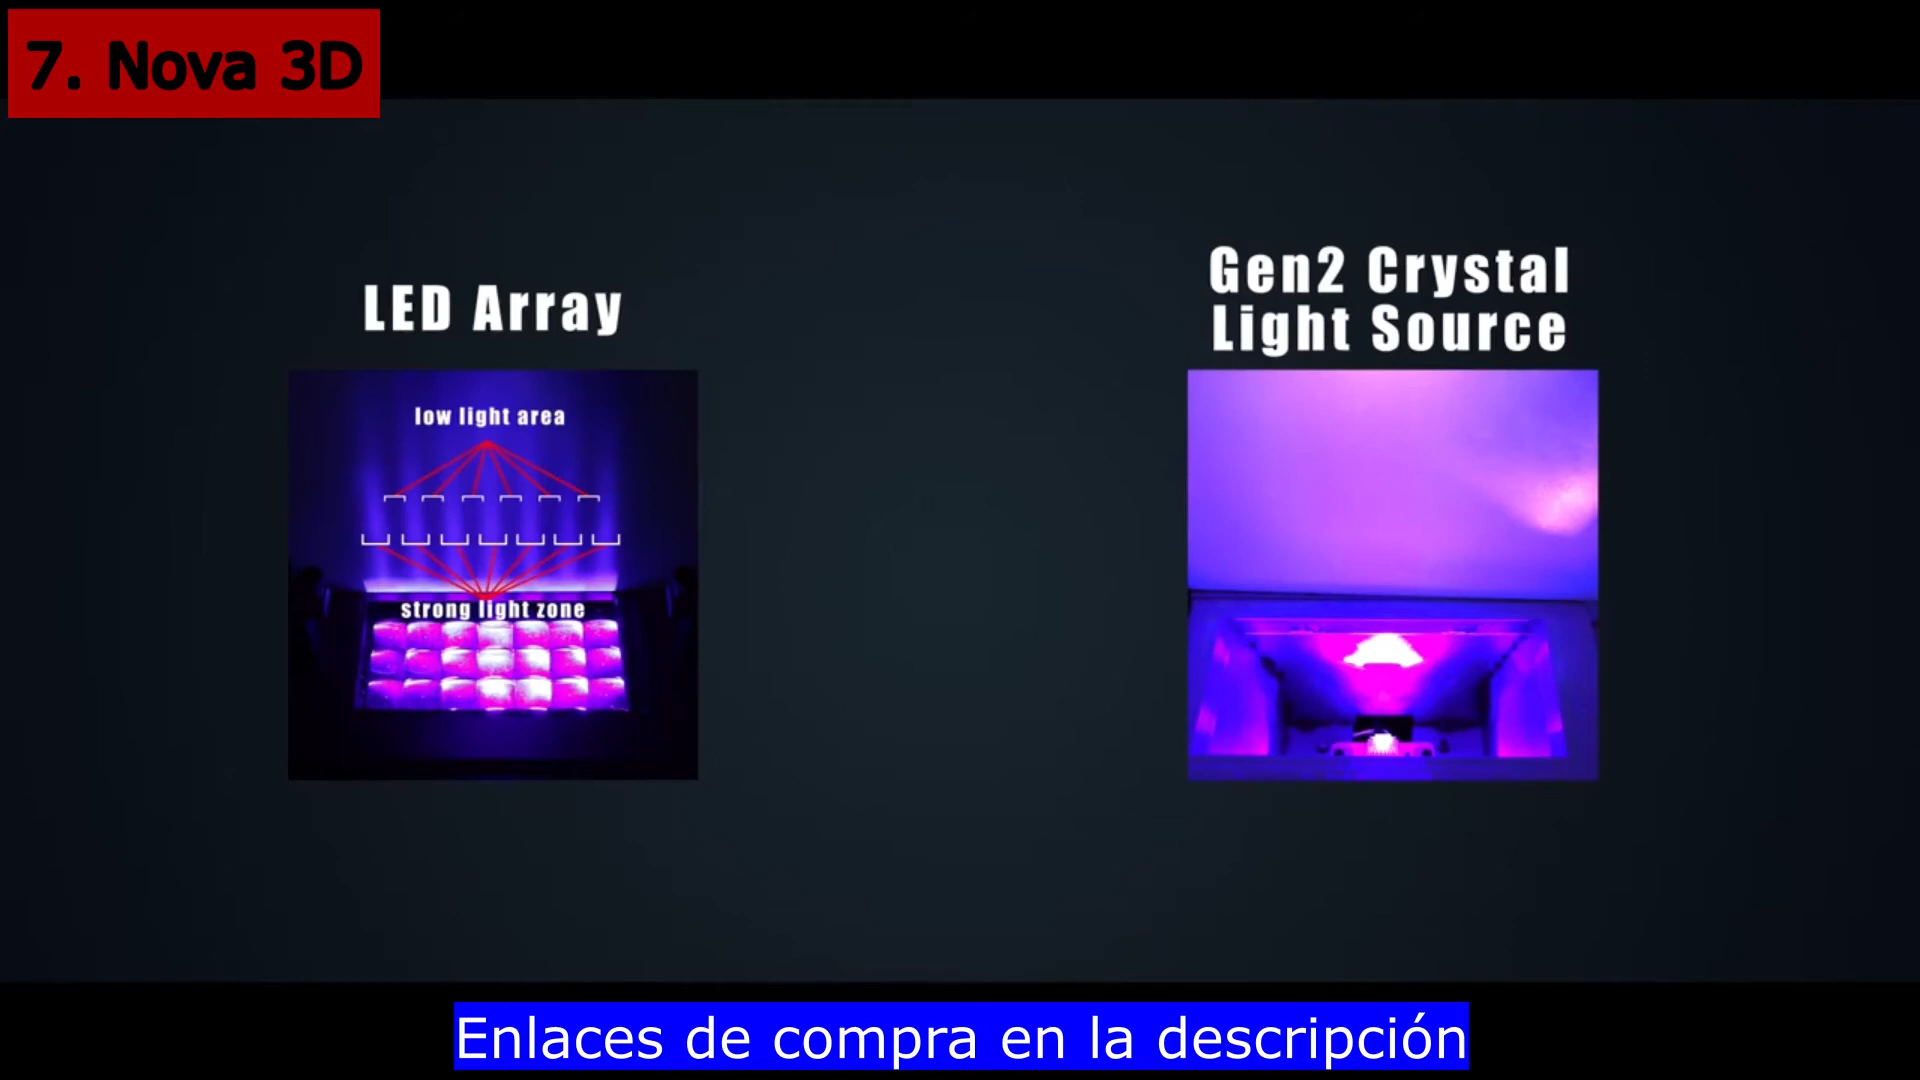 7. Nova 3D
LED Array
low light area
strong light zone
Gen2 Crystal
Light Source
Enlaces de compra en la descripción